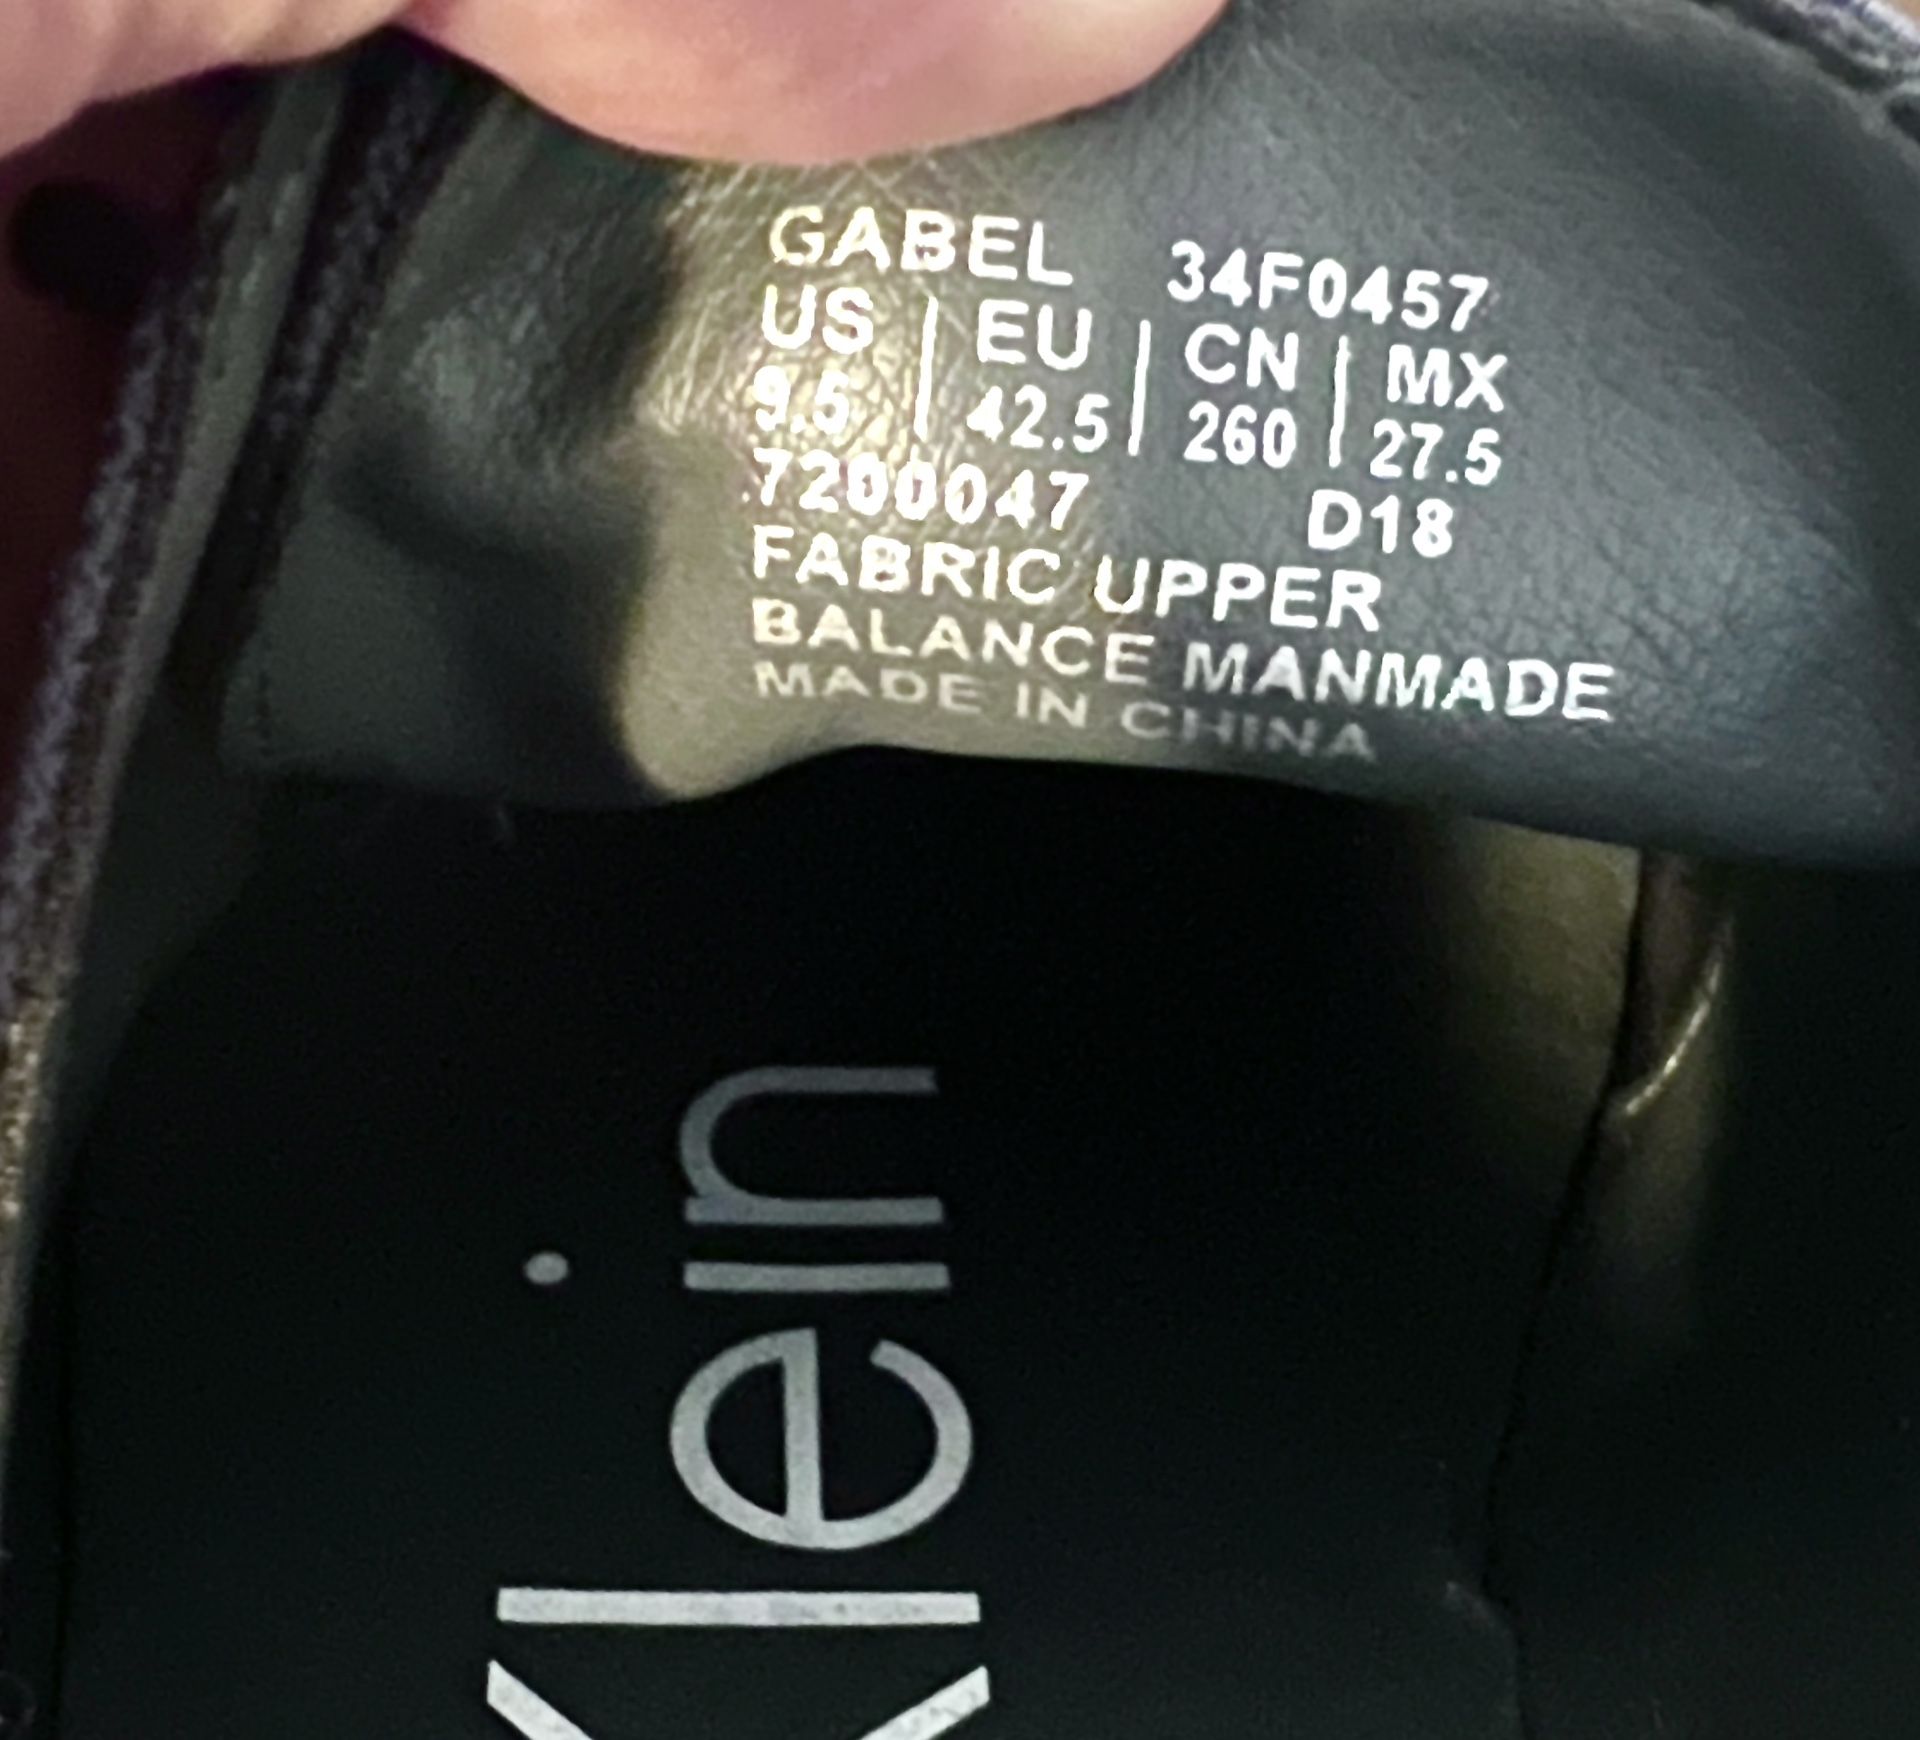 GABEL 34F0457
US | EU | CN | MX
9.5 | 42.5 | 260 | 27.5
7200047 D18
FABRIC UPPER
BALANCE MANMADE
MADE IN CHINA
Klein